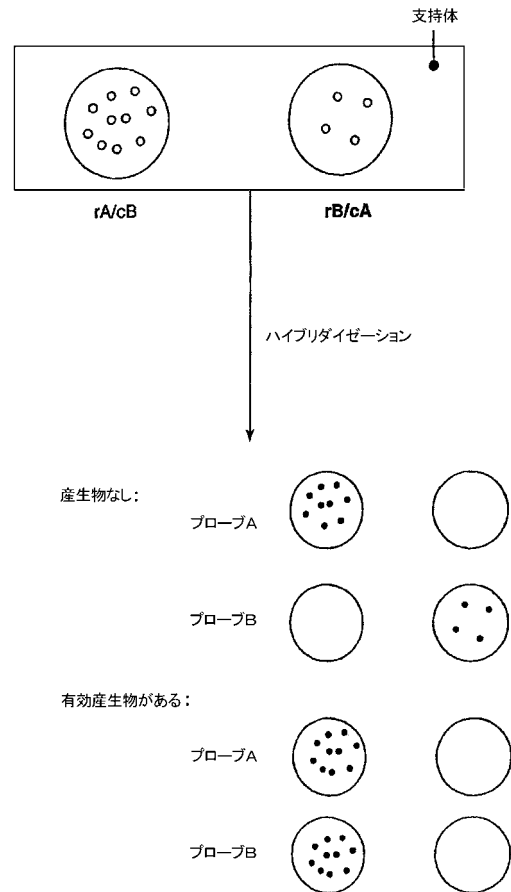 支持体
rA/cB
rB/cA
ハイブリダイゼーション
産生物なし:
プローブA
プローブB
有効産生物がある:
プローブA
プローブB